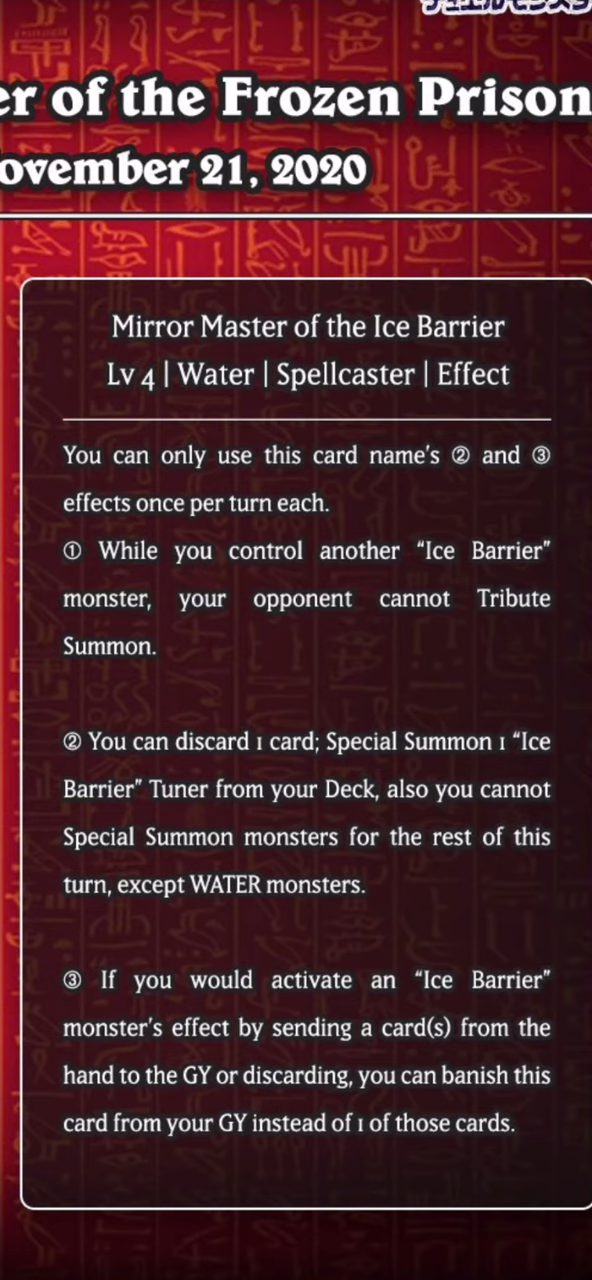 er of the Frozen Prison
ovember 21, 2020
Mirror Master of the Ice Barrier
Lv 4 | Water | Spellcaster | Effect
You can only use this card name's ② and ③
effects once per turn each.
① While you control another “Ice Barrier”
monster, your opponent cannot Tribute
Summon.
② You can discard 1 card; Special Summon 1 “Ice
Barrier” Tuner from your Deck, also you cannot
Special Summon monsters for the rest of this
turn, except WATER monsters.
③ If you would activate an “Ice Barrier”
monster's effect by sending a card(s) from the
hand to the GY or discarding, you can banish this
card from your GY instead of 1 of those cards.